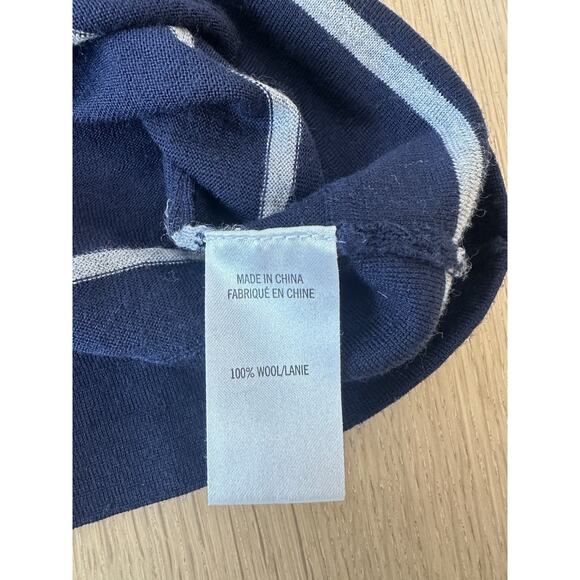 MADE IN CHINA
FABRIQUÉ EN CHINE
100% WOOL/LANIE